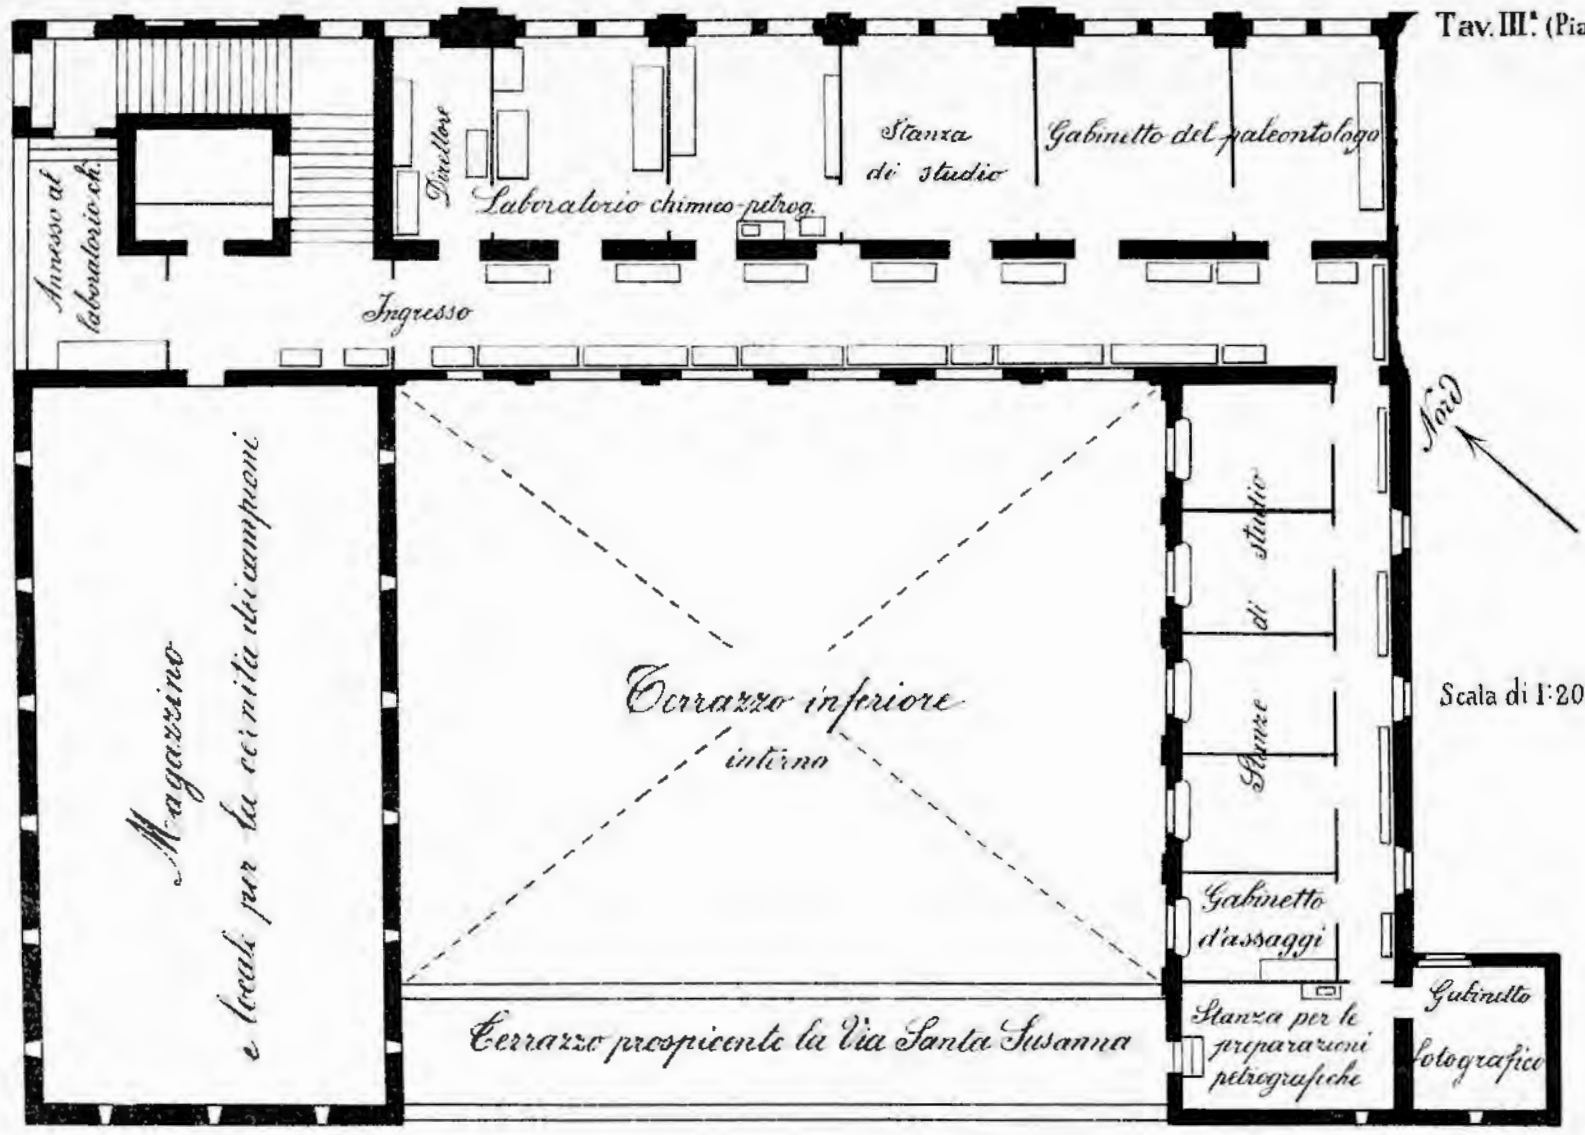 Tav. III.ª (Pia
Direttore
Stanza
di studio
Gabinetto del paleontologo
Laboratorio chimico-petrog.
Annesso al
laboratorio ch.
Ingresso
Nord
Magazzino
e locali per la cernita dei campioni
Terrazzo inferiore
interno
Stanze di studio
Scala di 1:20
Gabinetto
d'assaggi
Terrazzo prospicente la Via Santa Susanna
Stanza per le
preparazioni
petrografiche
Gabinetto
fotografico